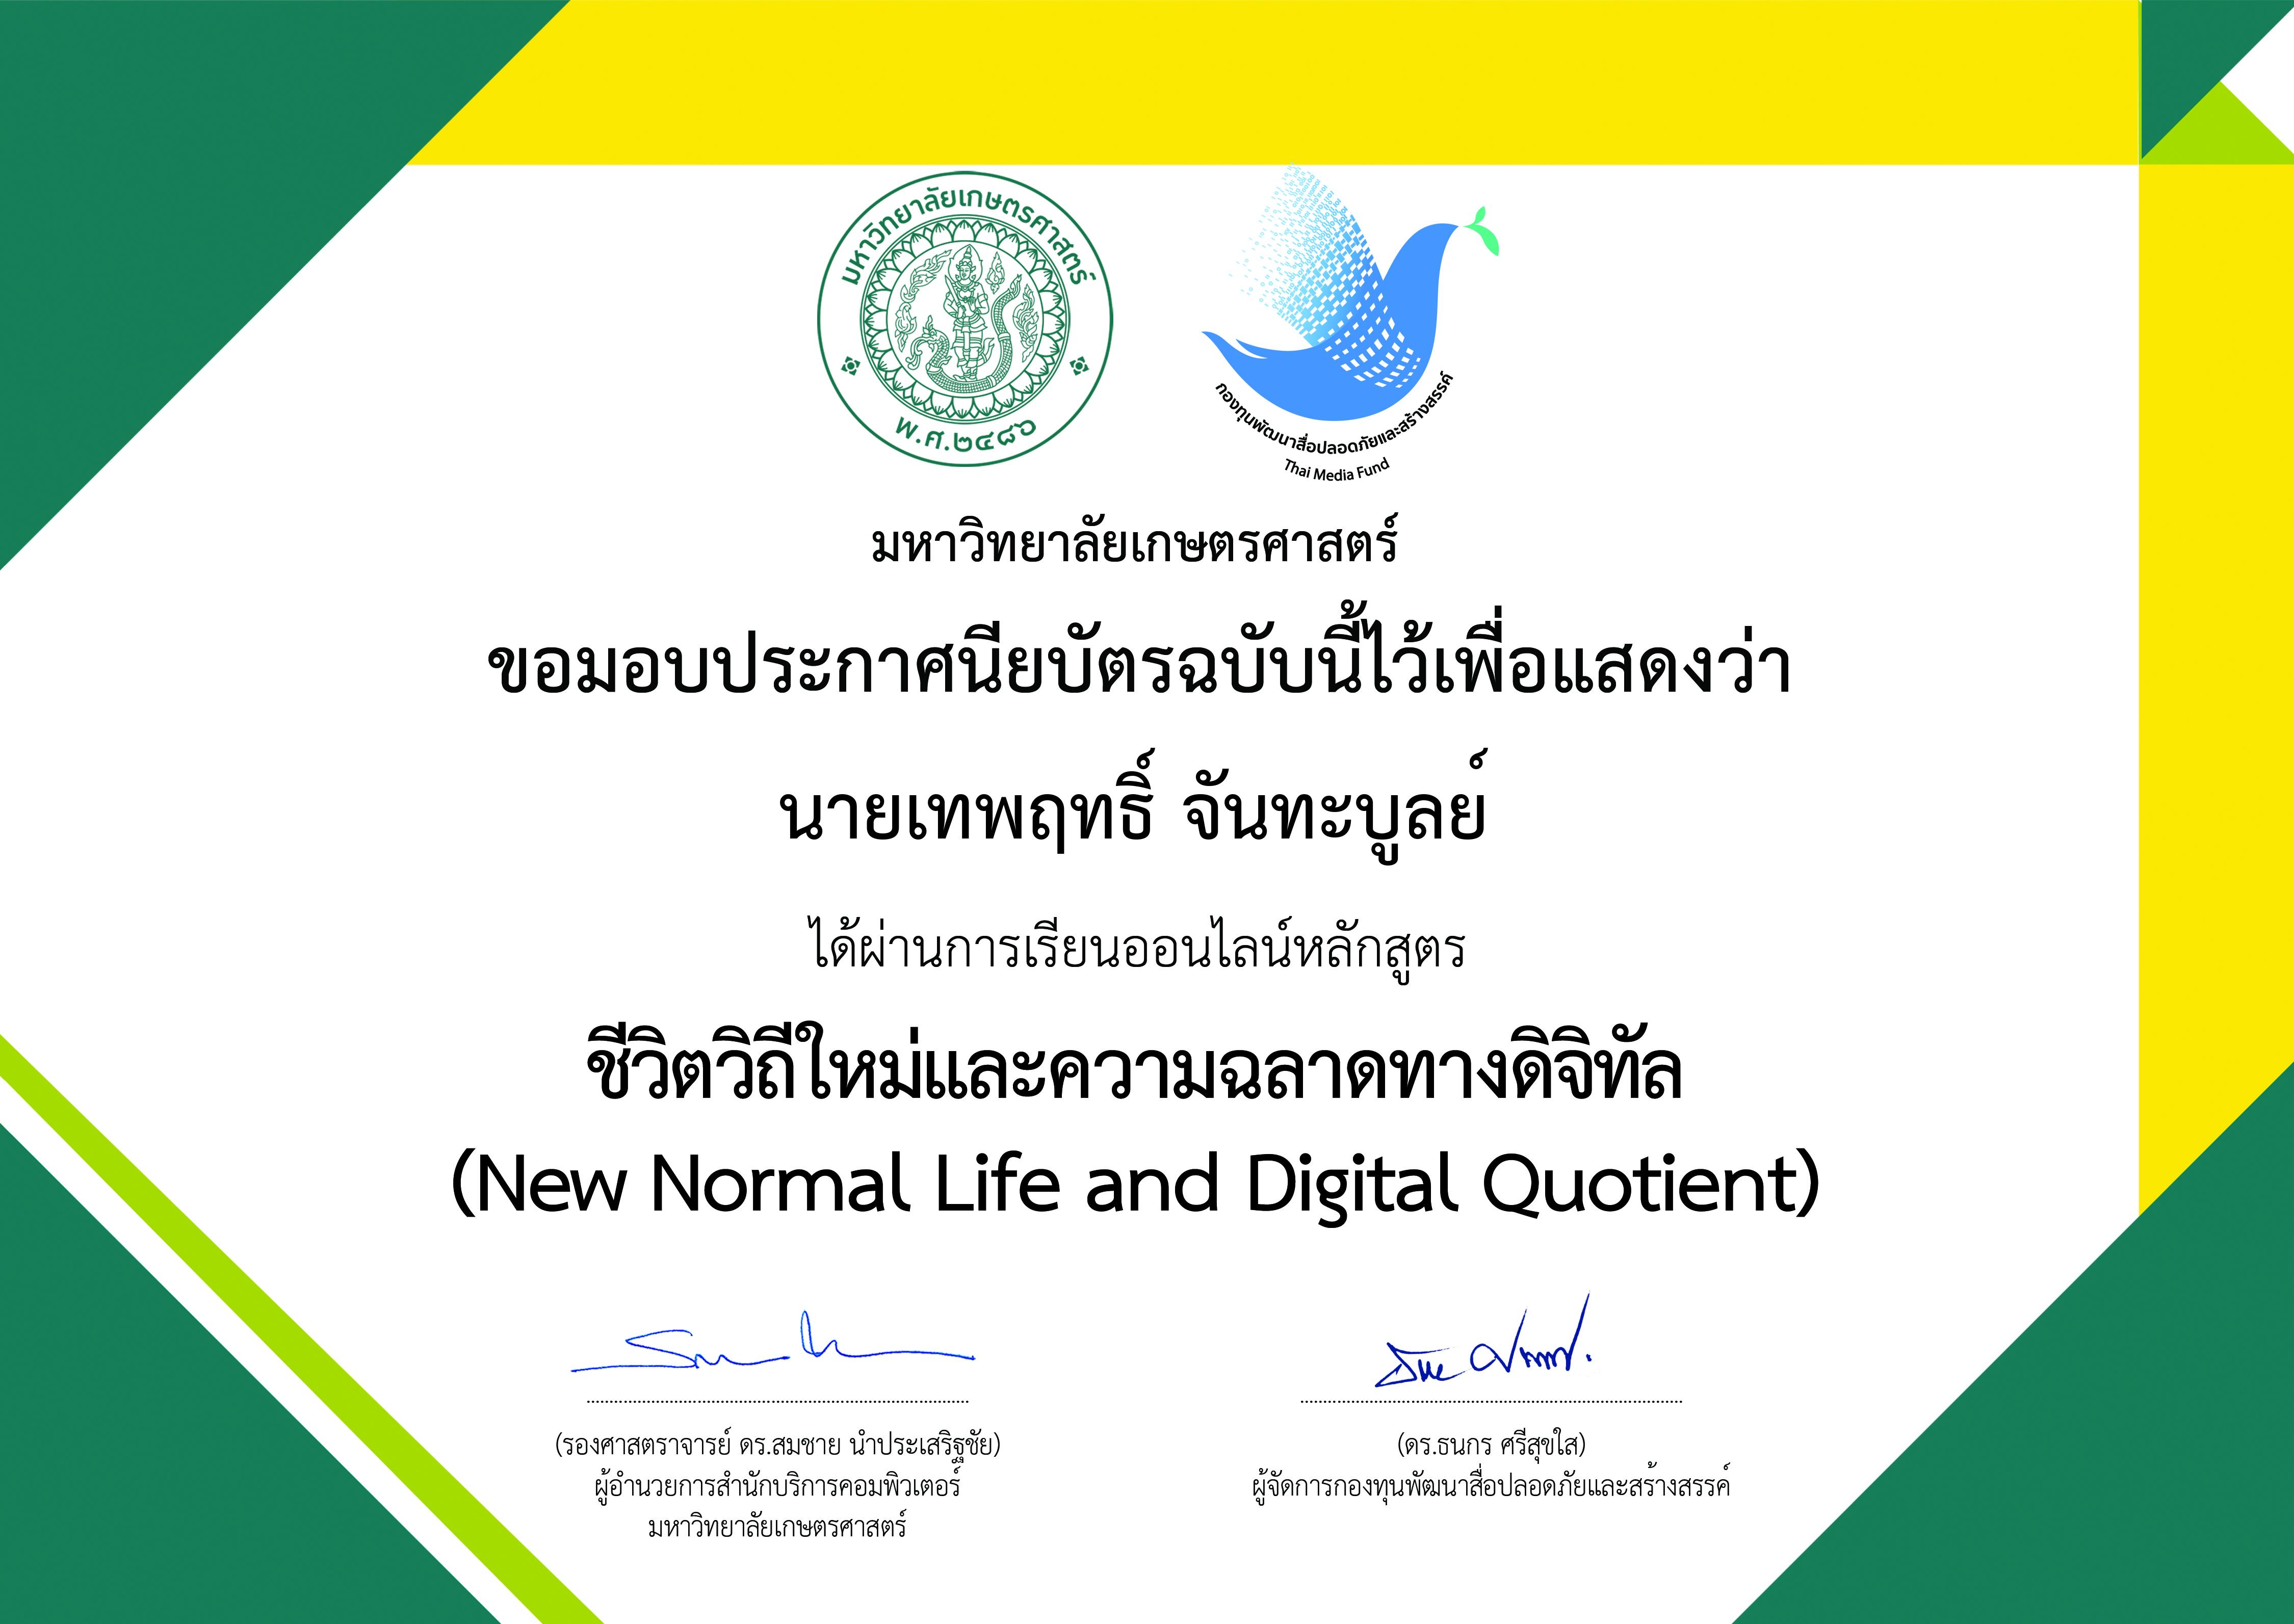 มหาวิทยาลัยเกษตรศาสตร์
พ.ศ.๒๔๘๖
กองทุนพัฒนาสื่อปลอดภัยและสร้างสรรค์
Thai Media Fund
มหาวิทยาลัยเกษตรศาสตร์
ขอมอบประกาศนียบัตรฉบับนี้ไว้เพื่อแสดงว่า
นายเทพฤทธิ์ จันทะบูลย์
ได้ผ่านการเรียนออนไลน์หลักสูตร
ชีวิตวิถีใหม่และความฉลาดทางดิจิทัล
(New Normal Life and Digital Quotient)
(รองศาสตราจารย์ ดร.สมชาย นำประเสริฐชัย)
ผู้อำนวยการสำนักบริการคอมพิวเตอร์
มหาวิทยาลัยเกษตรศาสตร์
(ดร.ธนกร ศรีสุขใส)
ผู้จัดการกองทุนพัฒนาสื่อปลอดภัยและสร้างสรรค์